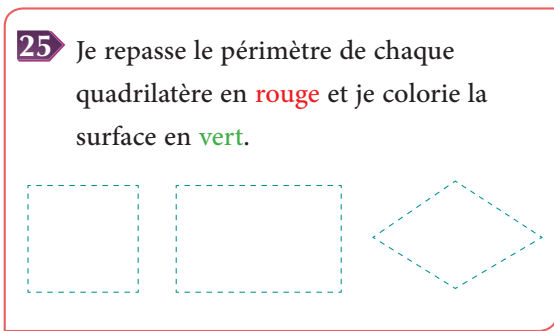 25 Je repasse le périmètre de chaque
quadrilatère en rouge et je colorie la
surface en vert.